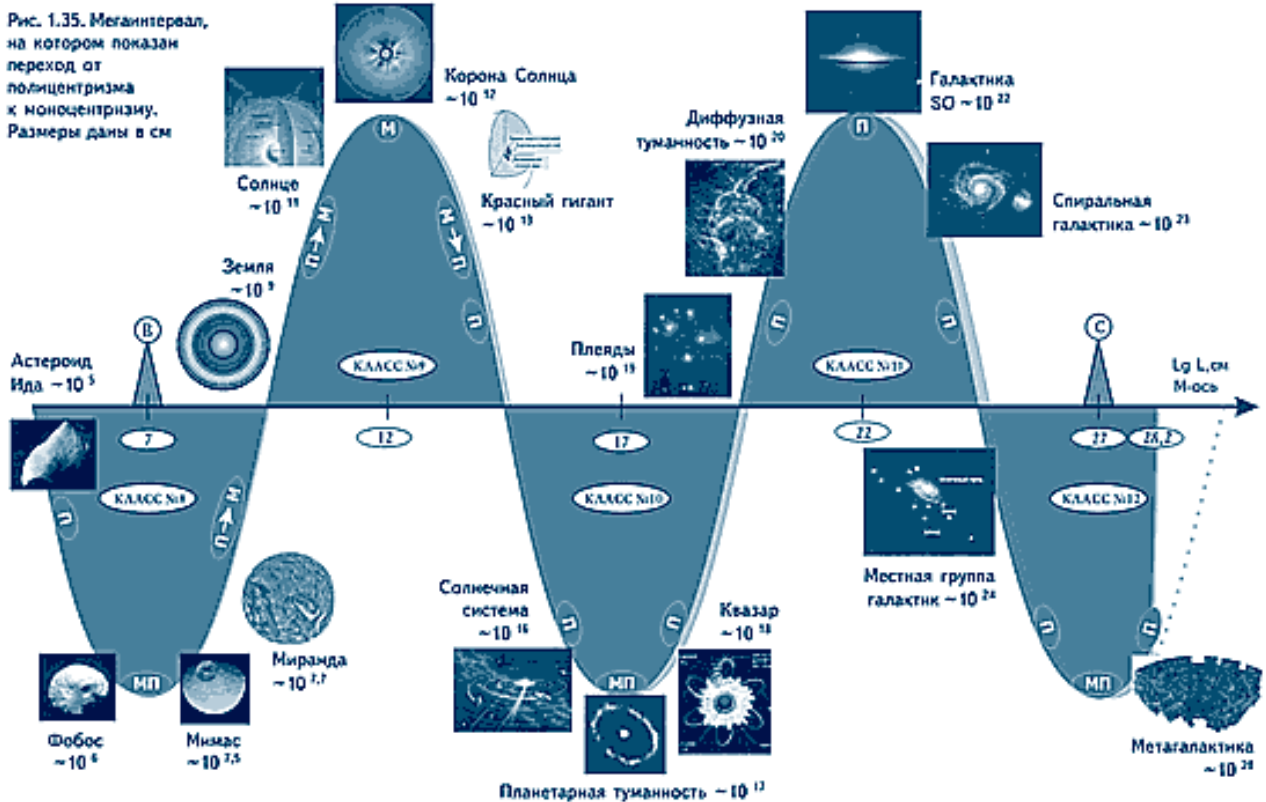 Рис. 1.35. Мегаинтервал,
на котором показан
переход от
полицентризма
к моноцентризму.
Размеры даны в см
Корона Солнца
~10 12
Галактика
SO ~10 22
Диффузная
туманность ~10 20
Солнце
~10 11
Красный гигант
~10 13
Спиральная
галактика ~10 23
Земля
~10 9
Плеяды
~10 19
Астероид
Ида ~10 5
М
П
П→М
М→П
П
П
П
В
С
КЛАСС №9
КЛАСС №11
Lg L,см
М-ось
7
12
17
22
27
28,2
КЛАСС №8
КЛАСС №10
КЛАСС №12
П
П→М
Местная группа
галактик ~10 24
Солнечная
система
~10 16
Квазар
~10 18
Миранда
~10 7,7
П
П
П
П
МП
МП
МП
Фобос
~10 6
Мимас
~10 7,5
Планетарная туманность ~10 17
Метагалактика
~10 28